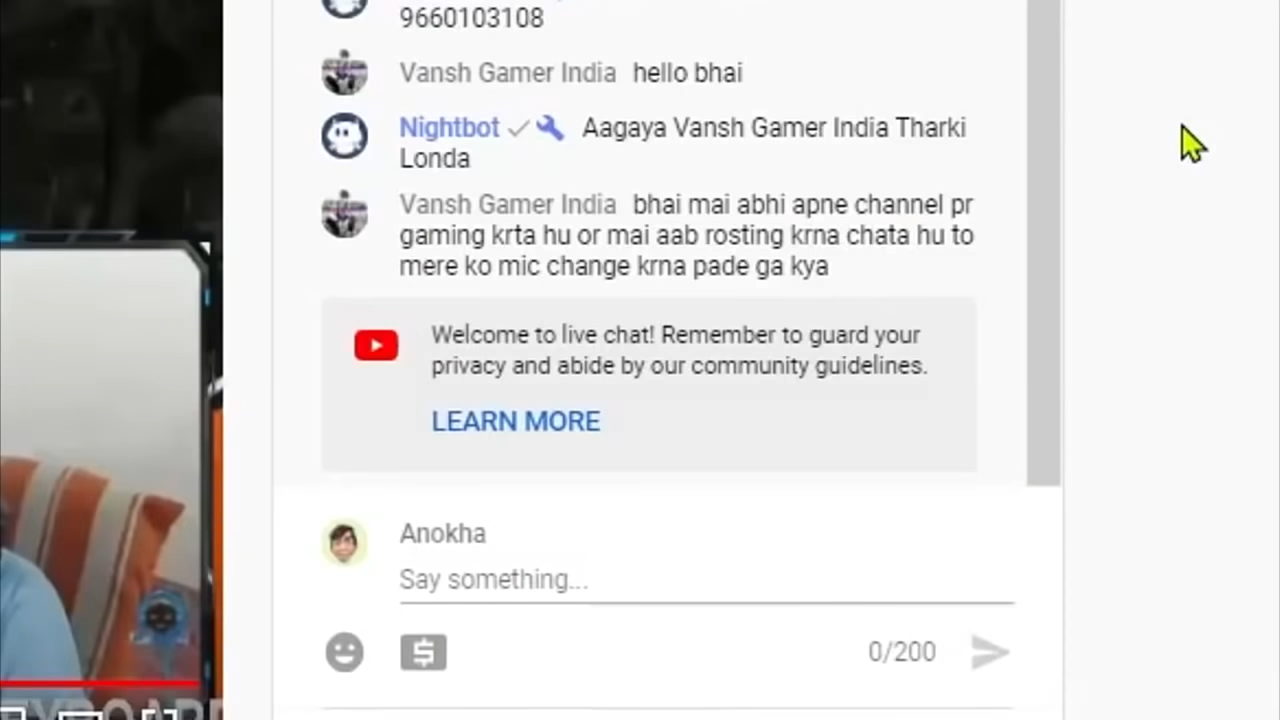 9660103108
Vansh Gamer India hello bhai
Nightbot Aagaya Vansh Gamer India Tharki
Londa
Vansh Gamer India bhai mai abhi apne channel pr
gaming krta hu or mai aab rosting krna chata hu to
mere ko mic change krna pade ga kya
Welcome to live chat! Remember to guard your
privacy and abide by our community guidelines.
LEARN MORE
Anokha
Say something...
0/200